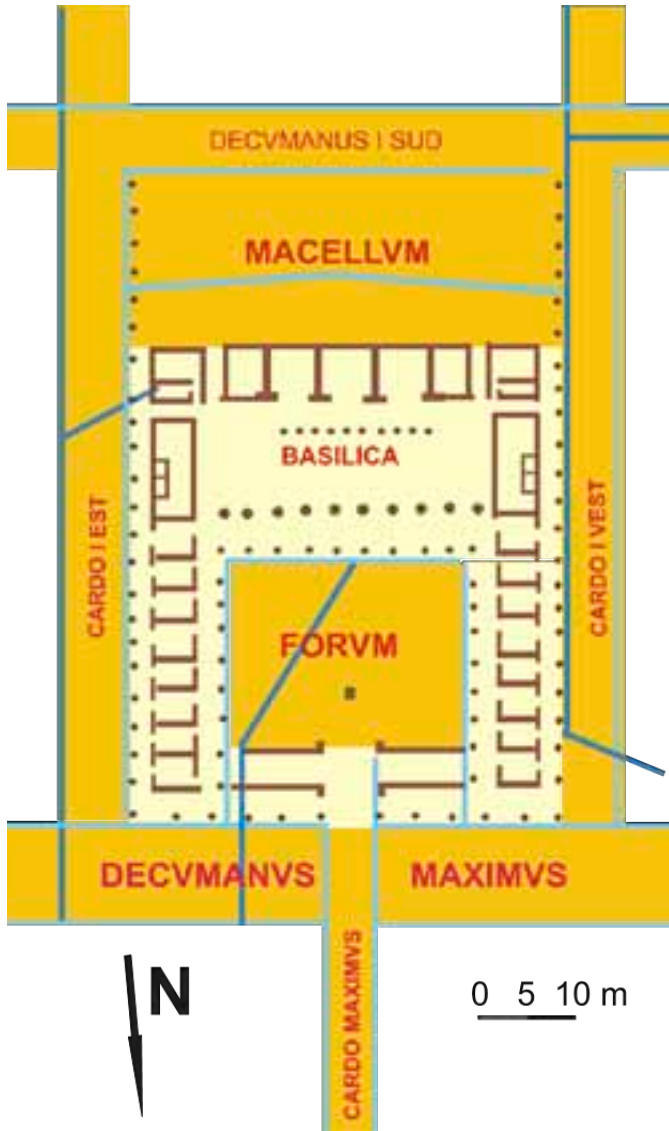 DECVMANUS I SUD
MACELLVM
BASILICA
CARDO I EST
CARDO I VEST
FORVM
DECVMANVS MAXIMVS
CARDO MAXIMVS
N
0 5 10 m